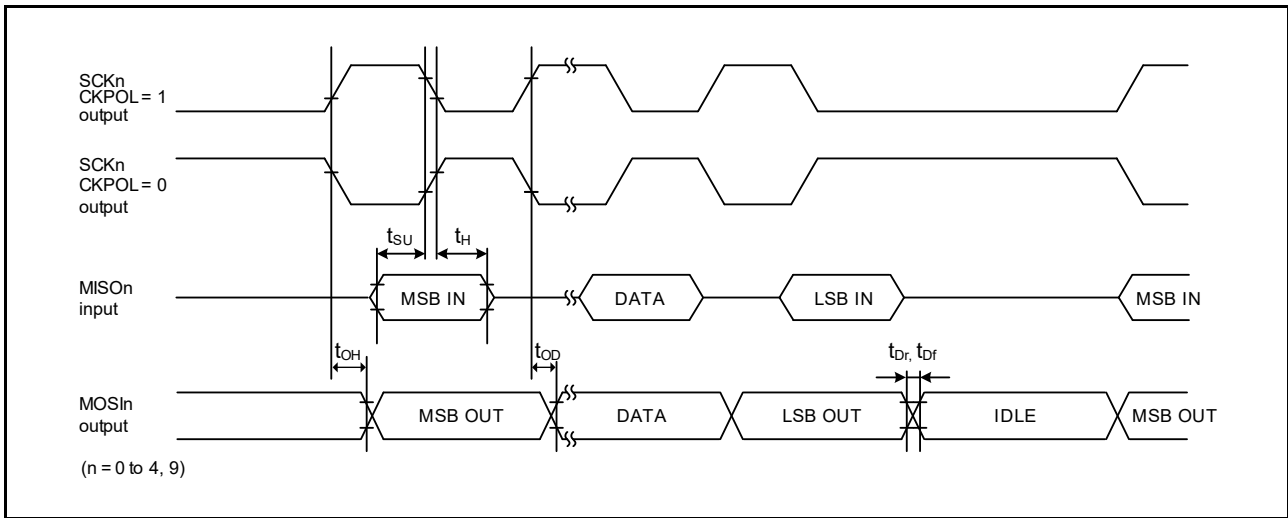 SCKn
CKPOL = 1
output
SCKn
CKPOL = 0
output
tSU
tH
MISOn
input
MSB IN
DATA
LSB IN
MSB IN
tOH
tOD
tDr, tDf
MOSIn
output
MSB OUT
DATA
LSB OUT
IDLE
MSB OUT
(n = 0 to 4, 9)